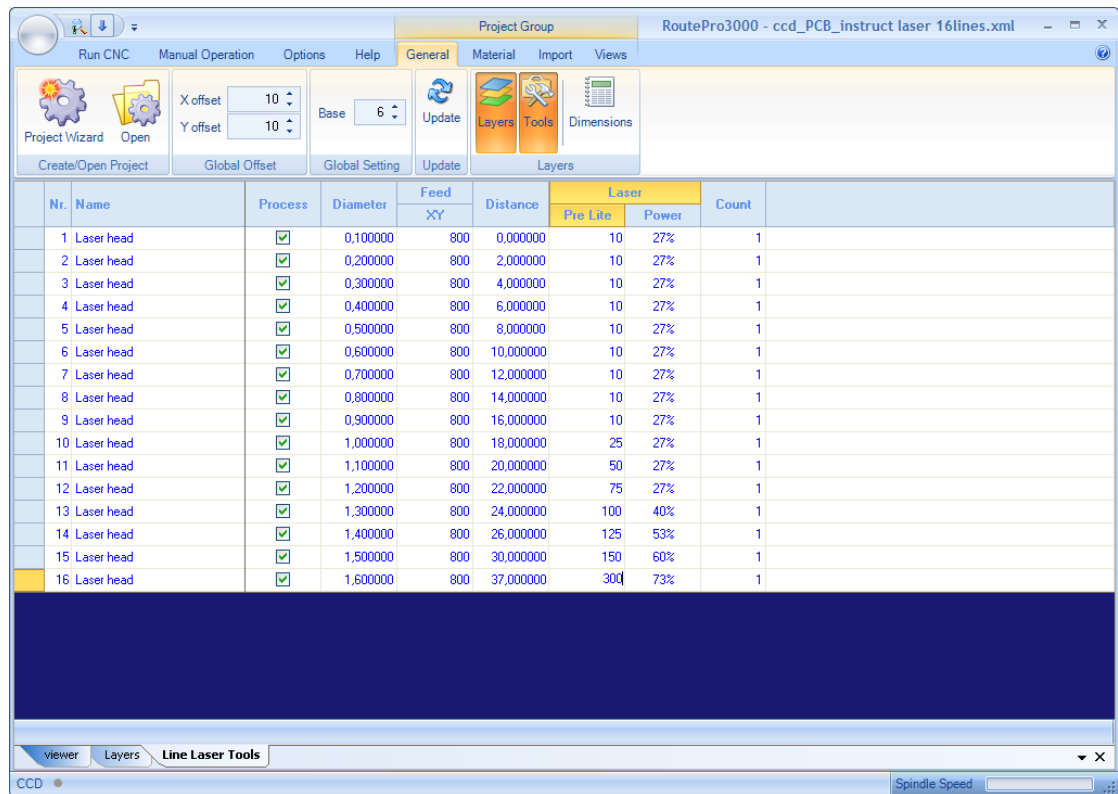 Project Group RoutePro3000 - ccd_PCB_instruct laser 16lines.xml
Run CNC Manual Operation Options Help General Material Import Views
X offset 10
Y offset 10
Base 6
Project Wizard Open Update Layers Tools Dimensions
Create/Open Project Global Offset Global Setting Update Layers
Nr. Name Process Diameter Feed Distance Laser Count
XY Pre Lite Power
1 Laser head 0,100000 800 0,000000 10 27% 1
2 Laser head 0,200000 800 2,000000 10 27% 1
3 Laser head 0,300000 800 4,000000 10 27% 1
4 Laser head 0,400000 800 6,000000 10 27% 1
5 Laser head 0,500000 800 8,000000 10 27% 1
6 Laser head 0,600000 800 10,000000 10 27% 1
7 Laser head 0,700000 800 12,000000 10 27% 1
8 Laser head 0,800000 800 14,000000 10 27% 1
9 Laser head 0,900000 800 16,000000 10 27% 1
10 Laser head 1,000000 800 18,000000 25 27% 1
11 Laser head 1,100000 800 20,000000 50 27% 1
12 Laser head 1,200000 800 22,000000 75 27% 1
13 Laser head 1,300000 800 24,000000 100 40% 1
14 Laser head 1,400000 800 26,000000 125 53% 1
15 Laser head 1,500000 800 30,000000 150 60% 1
16 Laser head 1,600000 800 37,000000 300 73% 1
viewer Layers Line Laser Tools
CCD Spindle Speed